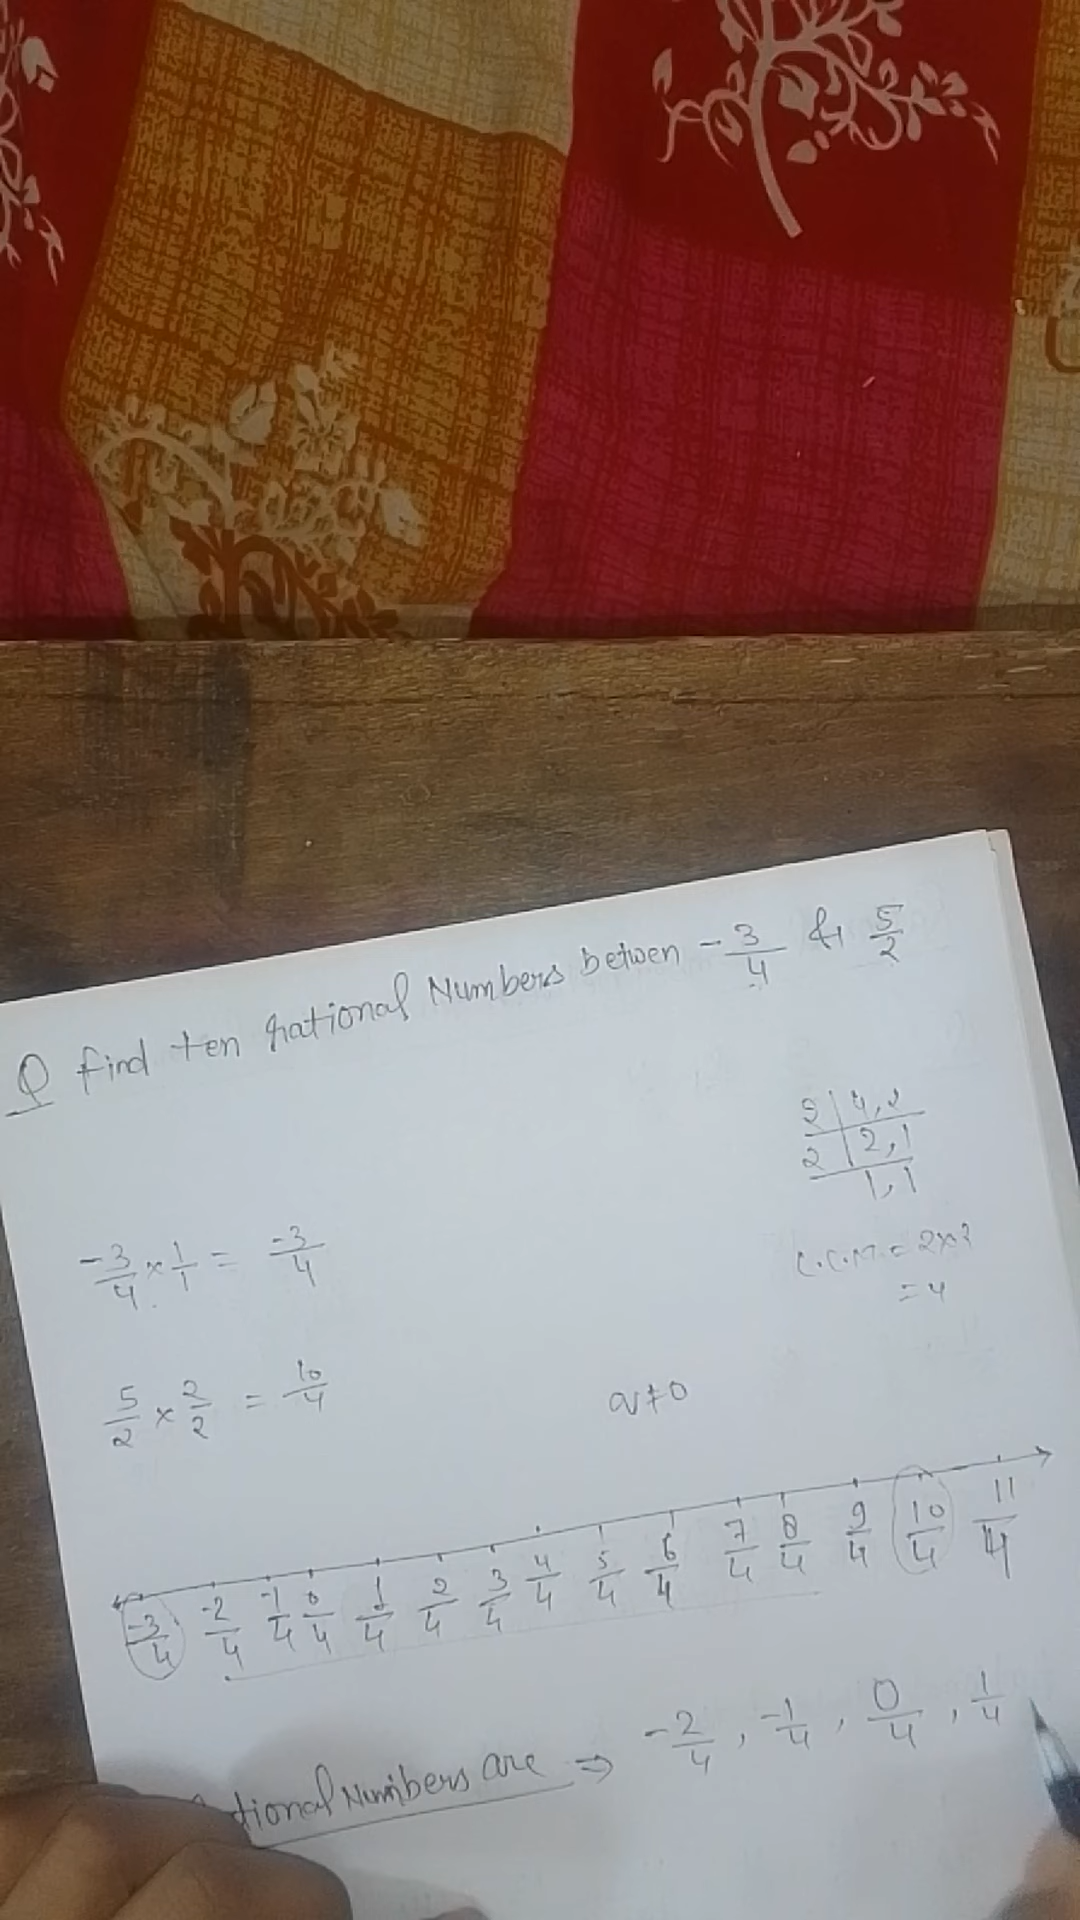 Q find ten rational Numbers betwen -3/4 & 5/2
2 | 4, 2
2 | 2, 1
1, 1
L.C.M. = 2×2
= 4
-3/4 × 1/1 = -3/4
5/2 × 2/2 = 10/4
q≠0
-3/4 -2/4 -1/4 0/4 1/4 2/4 3/4 4/4 5/4 6/4 7/4 8/4 9/4 10/4 11/4
Numbers are ⇒ -2/4, -1/4, 0/4, 1/4